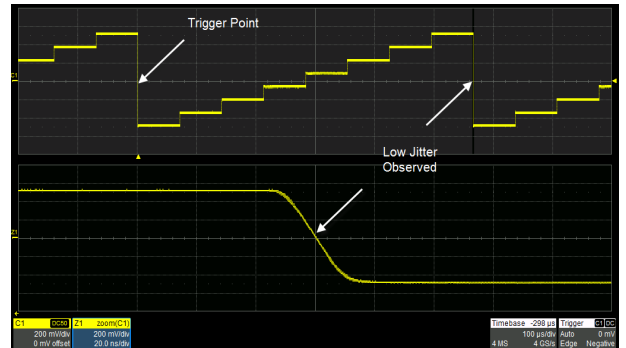 Trigger Point
C1
Low Jitter
Observed
Z1
C1 DC50 Z1 zoom(C1)
200 mV/div 200 mV/div
0 mV offset 20.0 ns/div
Timebase -298 µs Trigger C1 DC
100 µs/div Auto 0 mV
4 MS 4 GS/s Edge Negative